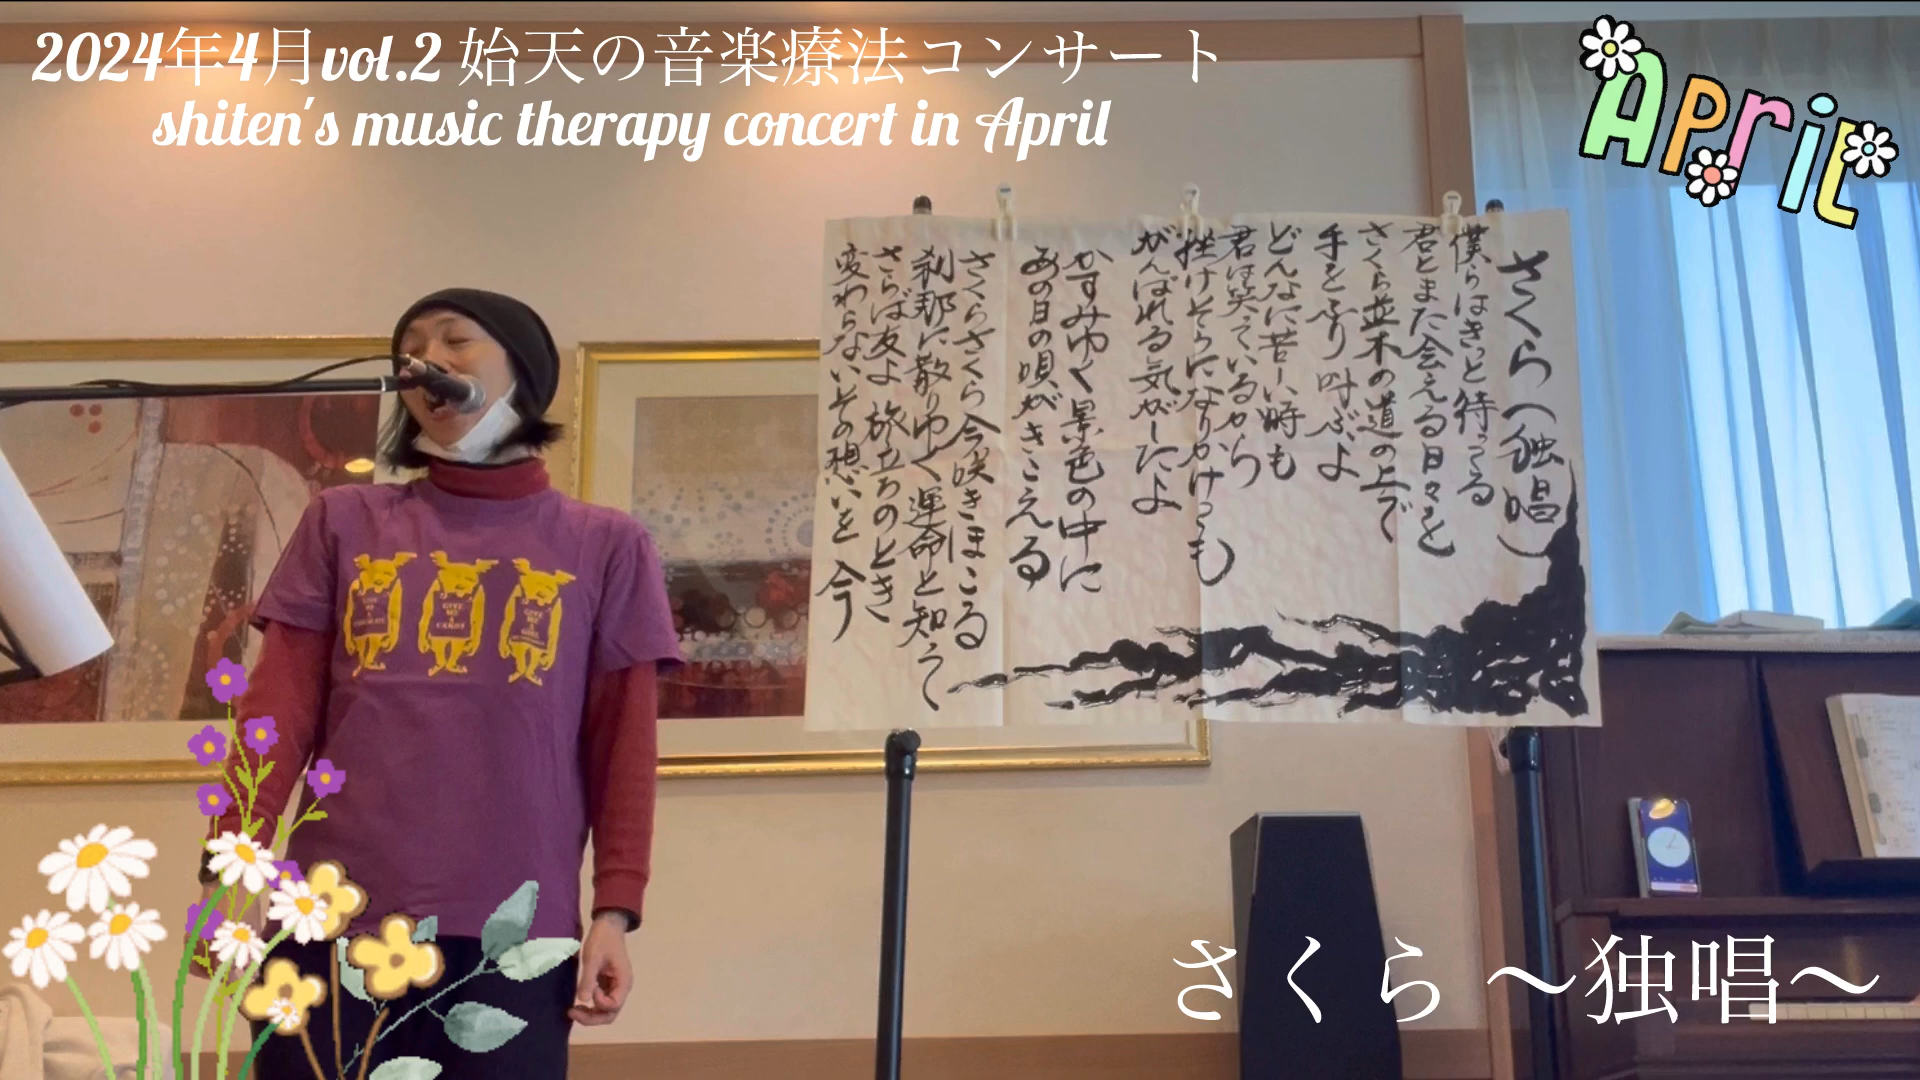 2024年4月vol.2 始天の音楽療法コンサート
shiten's music therapy concert in April
APRIL
さくら（独唱）
僕らはきっと待ってる
君とまた会える日々を
さくら並木の道の上で
手をふり叫ぶよ
どんなに苦しい時も
君は笑っているから
挫けそうになりかけても
がんばれる気がしたよ
かすみゆく景色の中に
あの日の唄がきこえる
さくらさくら今咲きほこる
刹那に散りゆく運命と知って
さらば友よ 旅立ちのとき
変わらないその想いを 今
GIVE ME A CANDY
さくら ～独唱～